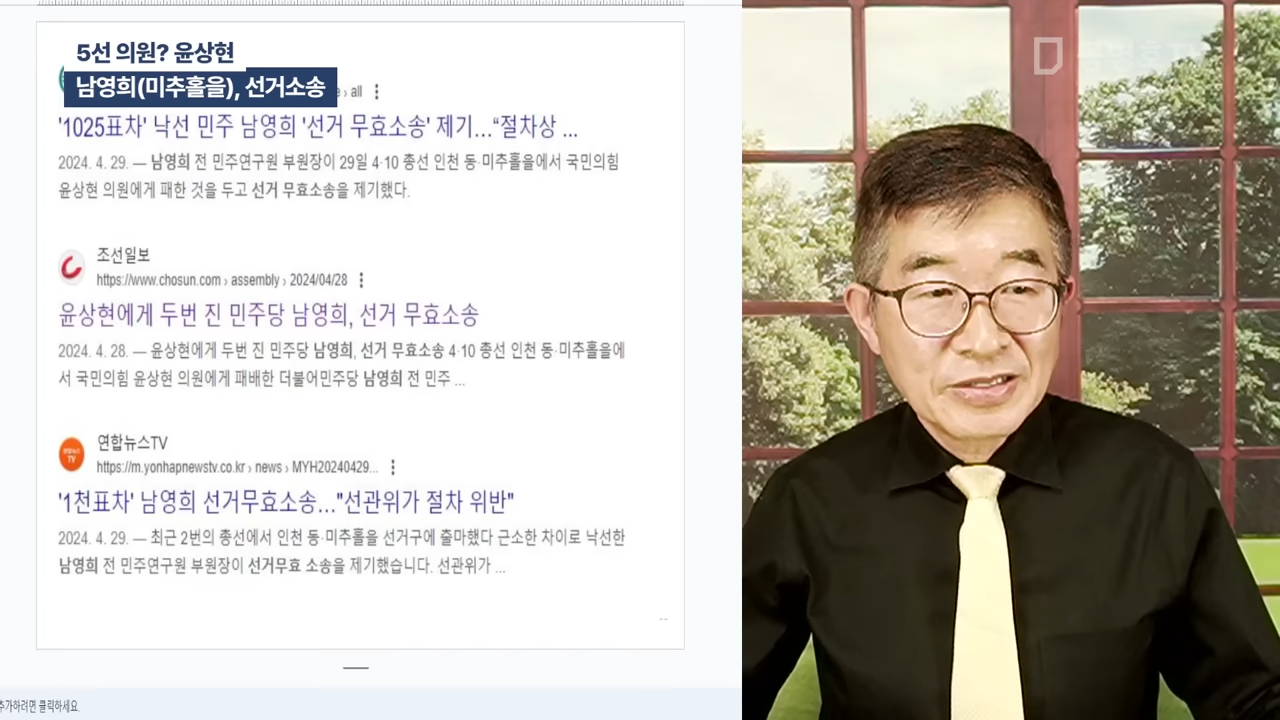 5선 의원? 윤상현
남영희(미추홀을), 선거소송
e › all
'1025표차' 낙선 민주 남영희 '선거 무효소송' 제기...“절차상 ...
2024. 4. 29. — 남영희 전 민주연구원 부원장이 29일 4·10 총선 인천 동·미추홀을에서 국민의힘
윤상현 의원에게 패한 것을 두고 선거 무효소송을 제기했다.
조선일보
https://www.chosun.com › assembly › 2024/04/28
윤상현에게 두번 진 민주당 남영희, 선거 무효소송
2024. 4. 28. — 윤상현에게 두번 진 민주당 남영희, 선거 무효소송 4·10 총선 인천 동·미추홀을에
서 국민의힘 윤상현 의원에게 패배한 더불어민주당 남영희 전 민주 ...
연합뉴스TV
https://m.yonhapnewstv.co.kr › news › MYH20240429...
'1천표차' 남영희 선거무효소송..."선관위가 절차 위반"
2024. 4. 29. — 최근 2번의 총선에서 인천 동·미추홀을 선거구에 출마했다 근소한 차이로 낙선한
남영희 전 민주연구원 부원장이 선거무효 소송을 제기했습니다. 선관위가 ...
추가하려면 클릭하세요